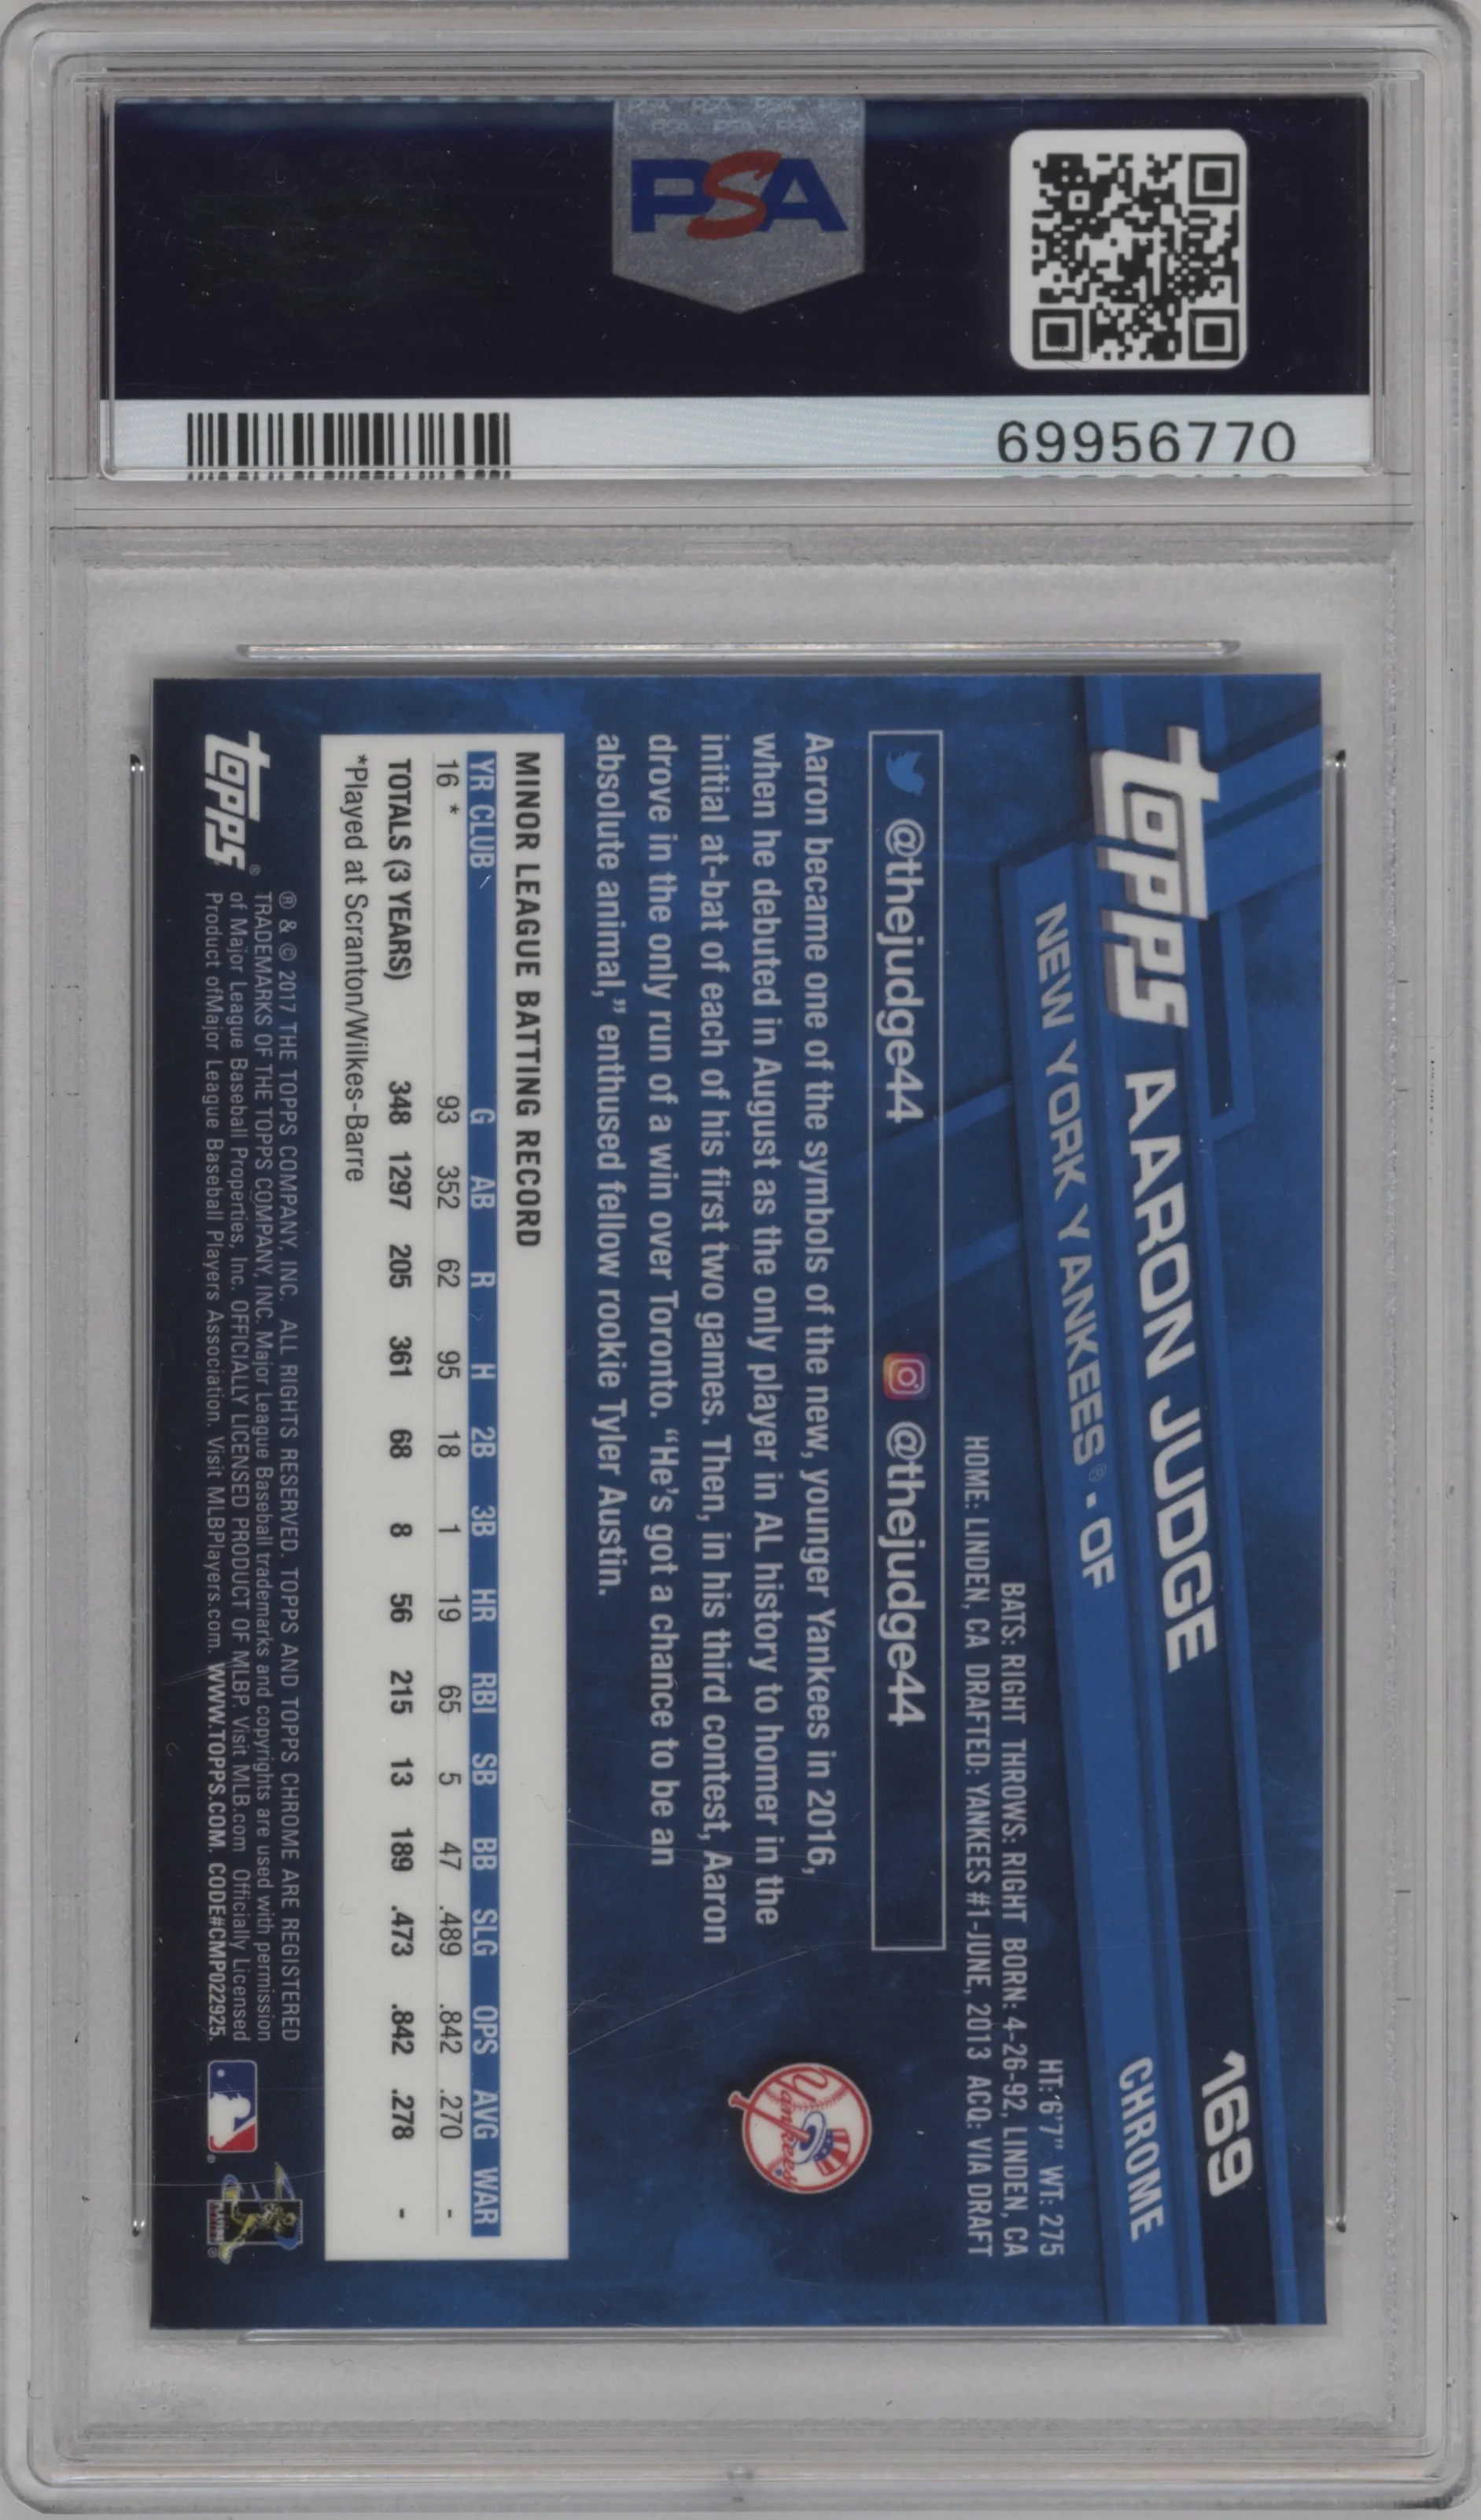 PSA
69956770
topps AARON JUDGE 169
NEW YORK YANKEES® • OF CHROME
HT: 6'7" WT: 275
BATS: RIGHT THROWS: RIGHT BORN: 4-26-92, LINDEN, CA
HOME: LINDEN, CA DRAFTED: YANKEES #1-JUNE, 2013 ACQ: VIA DRAFT
@thejudge44 @thejudge44
Aaron became one of the symbols of the new, younger Yankees in 2016,
when he debuted in August as the only player in AL history to homer in the
initial at-bat of each of his first two games. Then, in his third contest, Aaron
drove in the only run of a win over Toronto. “He’s got a chance to be an
absolute animal,” enthused fellow rookie Tyler Austin.
Yankees
MINOR LEAGUE BATTING RECORD
YR CLUB G AB R H 2B 3B HR RBI SB BB SLG OPS AVG WAR
16 * 93 352 62 95 18 1 19 65 5 47 .489 .842 .270 -
TOTALS (3 YEARS) 348 1297 205 361 68 8 56 215 13 189 .473 .842 .278 -
*Played at Scranton/Wilkes-Barre
topps®
® & © 2017 THE TOPPS COMPANY, INC. ALL RIGHTS RESERVED. TOPPS AND TOPPS CHROME ARE REGISTERED
TRADEMARKS OF THE TOPPS COMPANY, INC. Major League Baseball trademarks and copyrights are used with permission
of Major League Baseball Properties, Inc. OFFICIALLY LICENSED PRODUCT OF MLBP. Visit MLB.com Officially Licensed
Product ofMajor League Baseball Players Association. Visit MLBPlayers.com. WWW.TOPPS.COM. CODE#CMP022925.